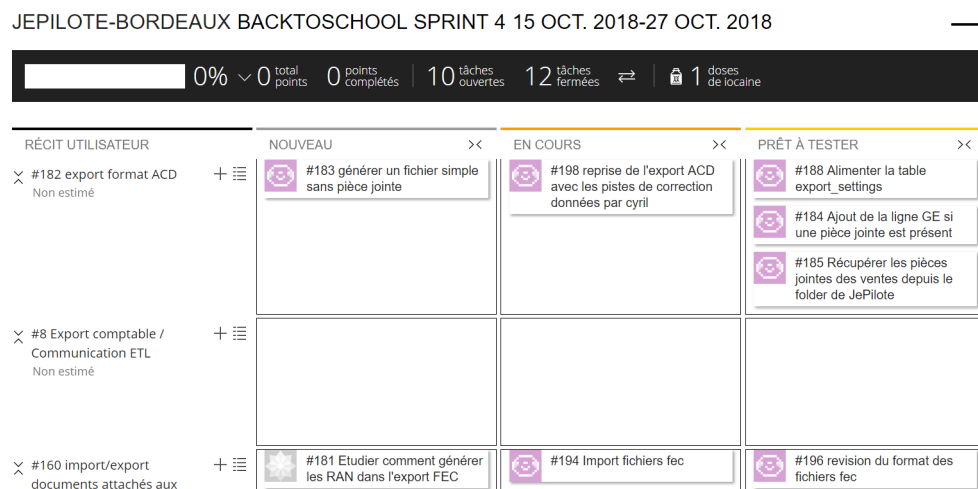 JEPILOTE-BORDEAUX BACKTOSCHOOL SPRINT 4 15 OCT. 2018-27 OCT. 2018
0% 0 total points 0 points complétés 10 tâches ouvertes 12 tâches fermées 1 doses de iocaine
RÉCIT UTILISATEUR NOUVEAU EN COURS PRÊT À TESTER
#182 export format ACD
Non estimé
#183 générer un fichier simple
sans pièce jointe
#198 reprise de l'export ACD
avec les pistes de correction
données par cyril
#188 Alimenter la table
export_settings
#184 Ajout de la ligne GE si
une pièce jointe est présent
#185 Récupérer les pièces
jointes des ventes depuis le
folder de JePilote
#8 Export comptable /
Communication ETL
Non estimé
#160 import/export
documents attachés aux
#181 Etudier comment générer
les RAN dans l'export FEC
#194 Import fichiers fec
#196 revision du format des
fichiers fec